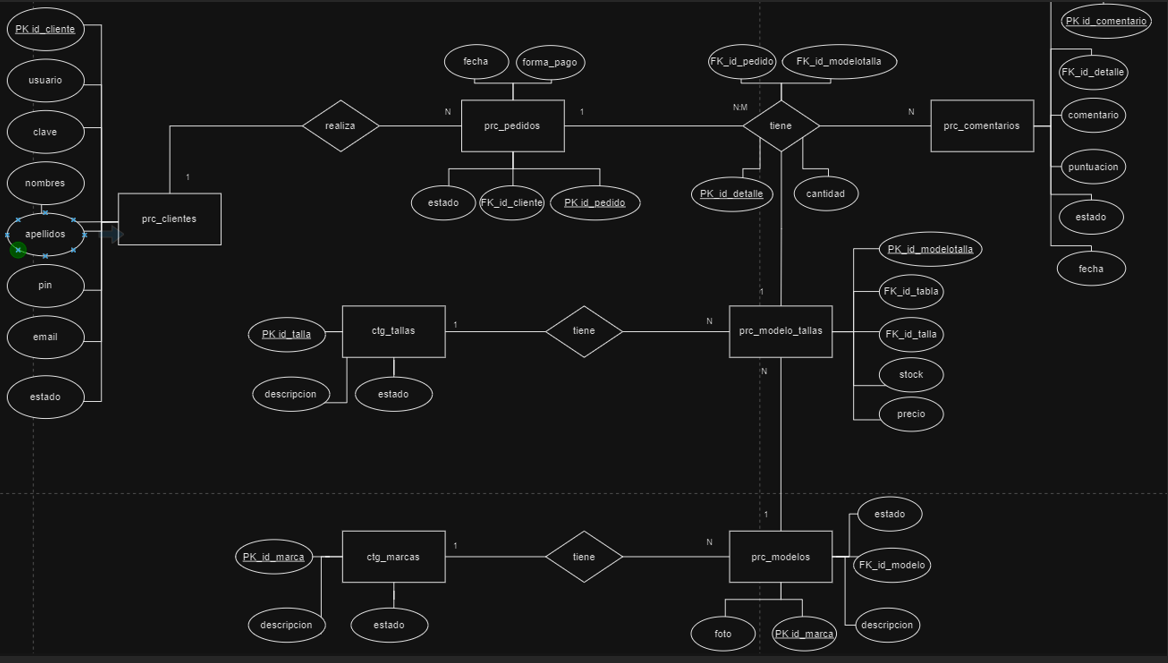 PK id_cliente
usuario
clave
nombres
apellidos
pin
email
estado
prc_clientes
1
realiza
N
fecha
forma_pago
prc_pedidos
1
estado
FK_id_cliente
PK id_pedido
FK_id_pedido
FK_id_modelotalla
N:M
tiene
N
PK_id_detalle
cantidad
prc_comentarios
PK id_comentario
FK_id_detalle
comentario
puntuacion
estado
fecha
PK id_talla
ctg_tallas
1
tiene
N
1
prc_modelo_tallas
N
descripcion
estado
PK_id_modelotalla
FK_id_tabla
FK_id_talla
stock
precio
PK_id_marca
ctg_marcas
1
tiene
N
1
prc_modelos
descripcion
estado
estado
FK_id_modelo
descripcion
foto
PK id_marca